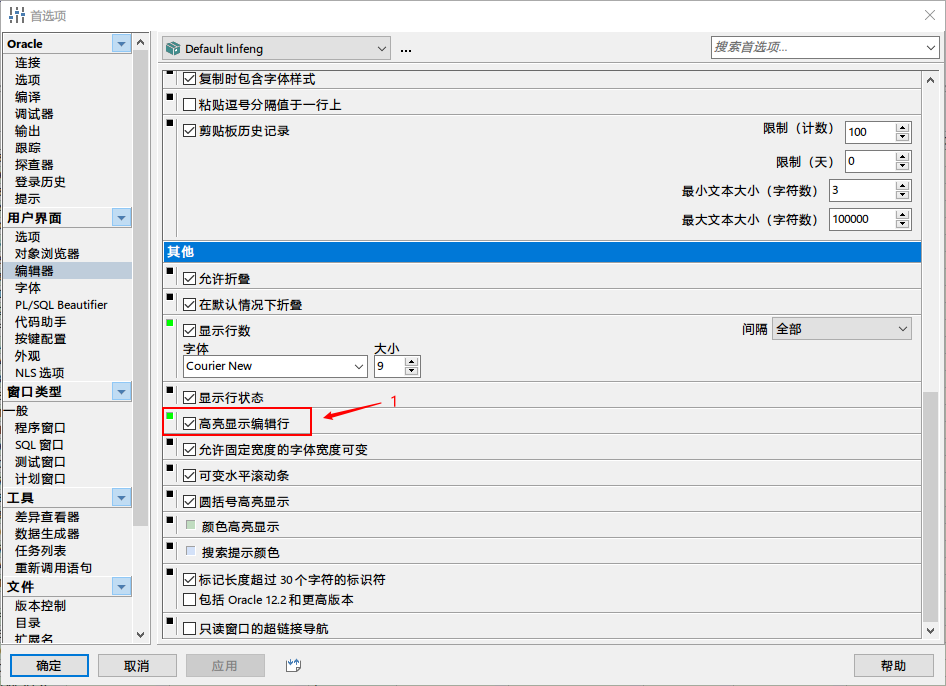 首选项
Oracle
连接
选项
编译
调试器
输出
跟踪
探查器
登录历史
提示
用户界面
选项
对象浏览器
编辑器
字体
PL/SQL Beautifier
代码助手
按键配置
外观
NLS 选项
窗口类型
一般
程序窗口
SQL 窗口
测试窗口
计划窗口
工具
差异查看器
数据生成器
任务列表
重新调用语句
文件
版本控制
目录
扩展名
Default linfeng
...
搜索首选项...
复制时包含字体样式
粘贴逗号分隔值于一行上
剪贴板历史记录
限制（计数） 100
限制（天） 0
最小文本大小（字符数） 3
最大文本大小（字符数） 100000
其他
允许折叠
在默认情况下折叠
显示行数
间隔 全部
字体 大小
Courier New 9
显示行状态
高亮显示编辑行
1
允许固定宽度的字体宽度可变
可变水平滚动条
圆括号高亮显示
颜色高亮显示
搜索提示颜色
标记长度超过 30 个字符的标识符
包括 Oracle 12.2 和更高版本
只读窗口的超链接导航
确定 取消 应用 帮助